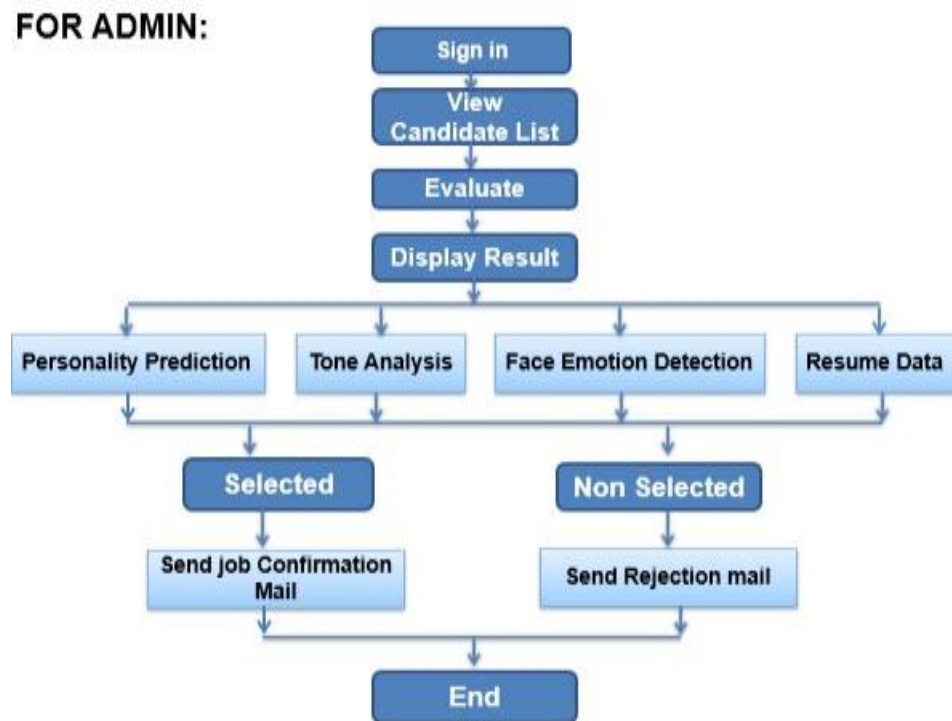 FOR ADMIN:
Sign in
View
Candidate List
Evaluate
Display Result
Personality Prediction
Tone Analysis
Face Emotion Detection
Resume Data
Selected
Non Selected
Send job Confirmation
Mail
Send Rejection mail
End